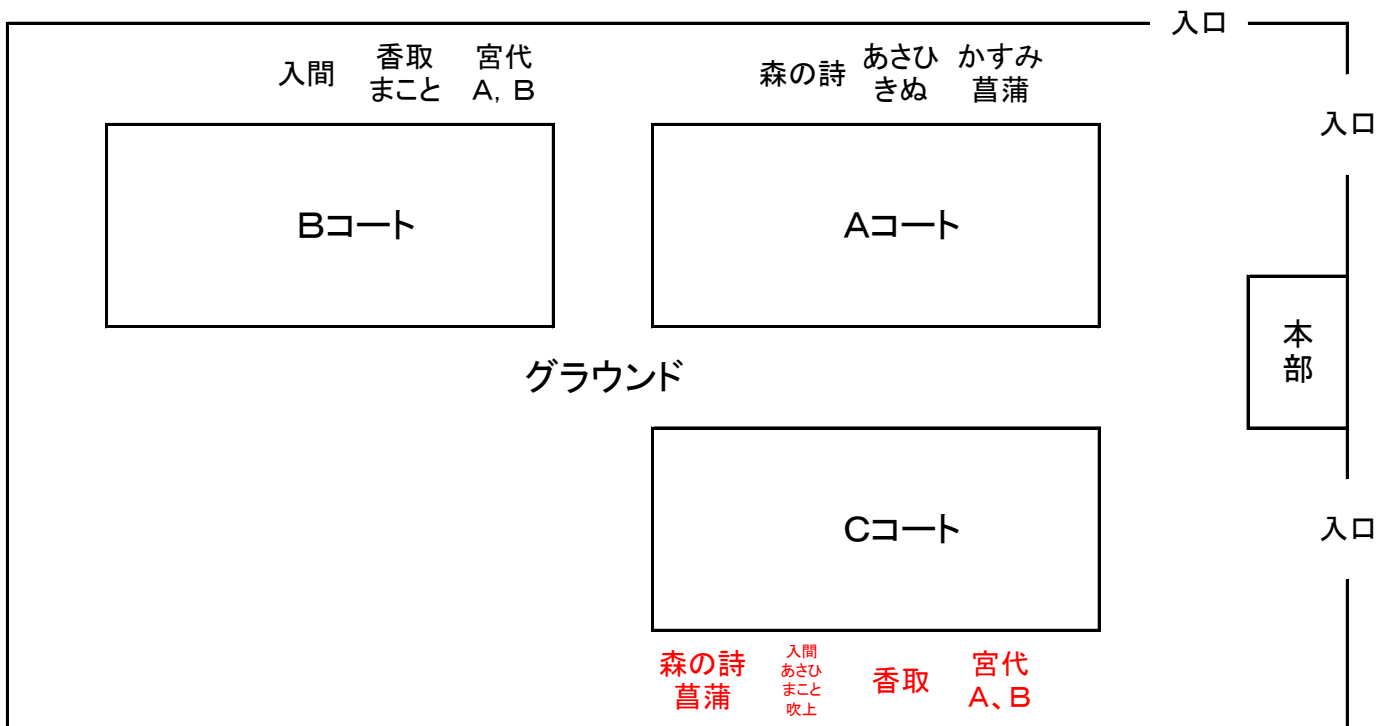 入口
入間
香取
まこと
宮代
A, B
森の詩
あさひ
きぬ
かすみ
菖蒲
入口
Bコート
Aコート
本
部
グラウンド
Cコート
入口
森の詩
菖蒲
入間
あさひ
まこと
吹上
香取
宮代
A、B